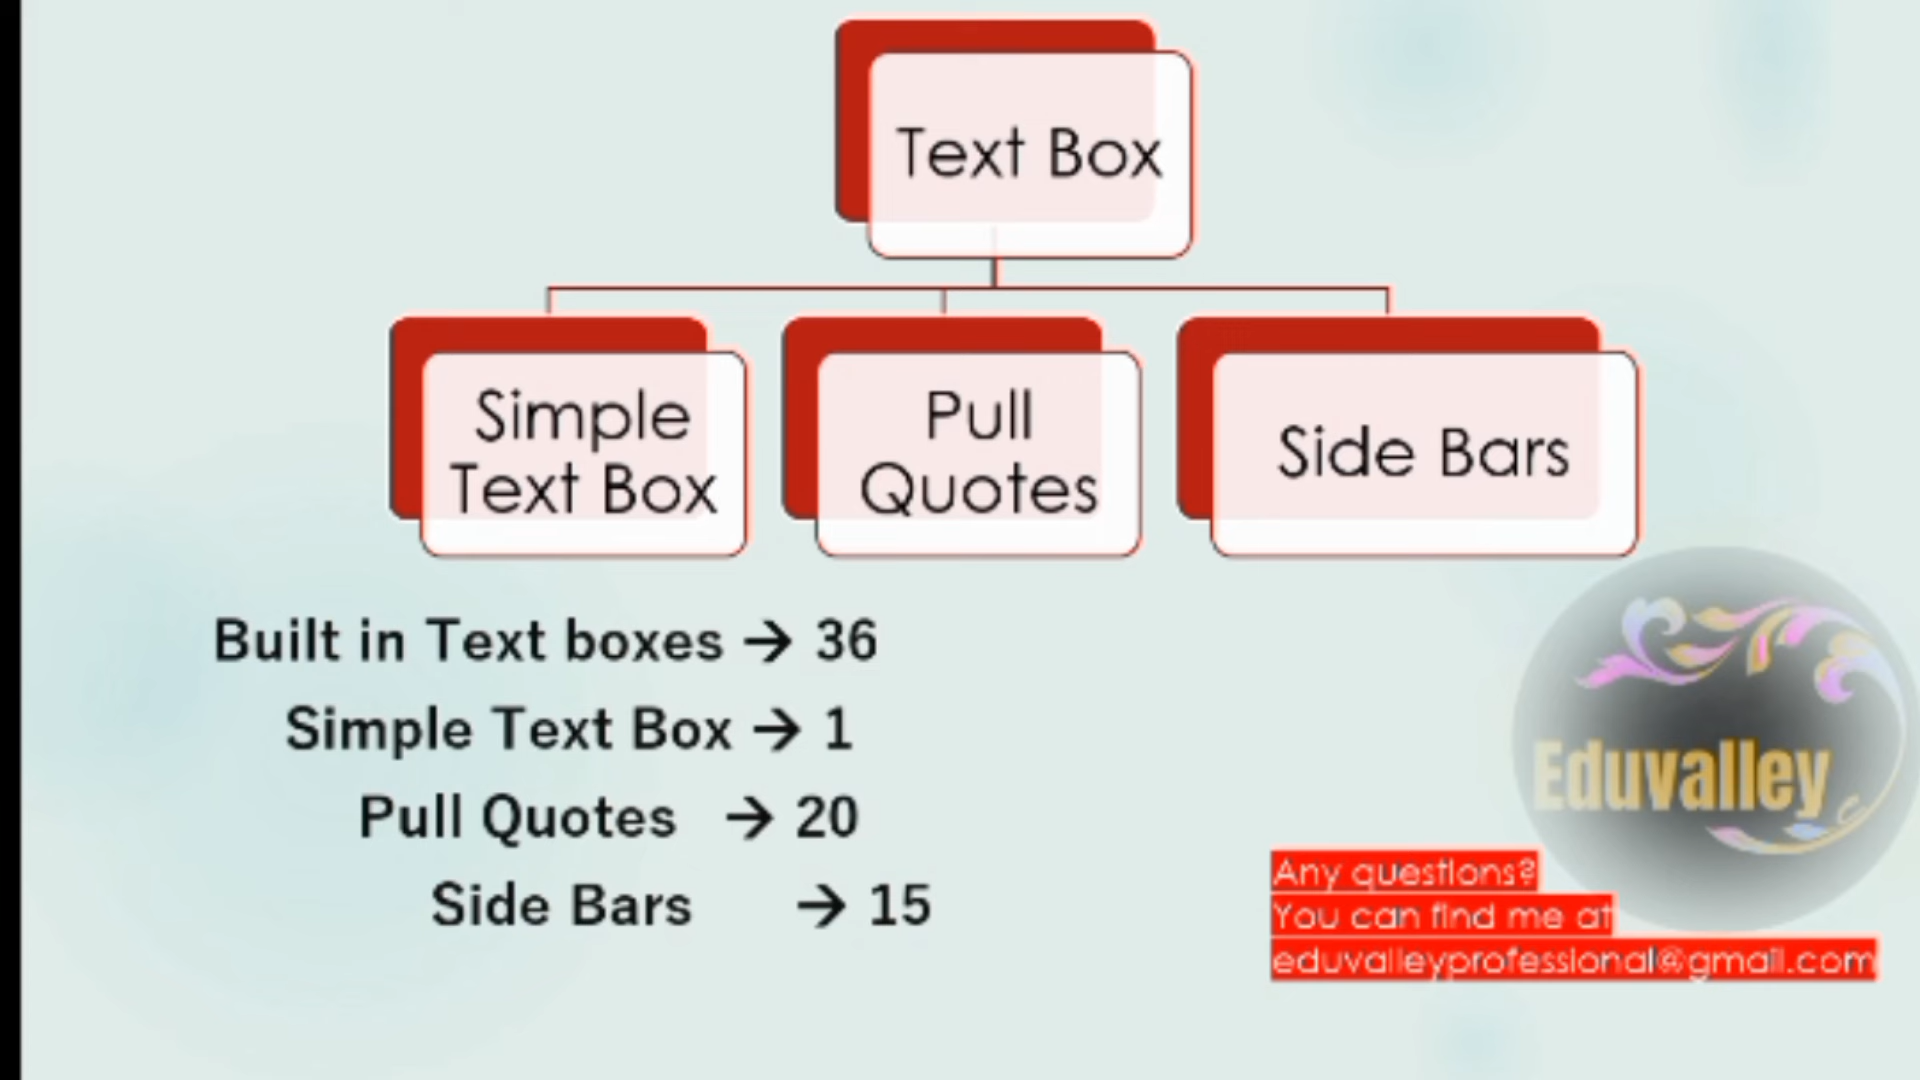 Text Box
Simple
Text Box
Pull
Quotes
Side Bars
Built in Text boxes → 36
Simple Text Box → 1
Pull Quotes → 20
Side Bars → 15
Eduvalley
Any questions?
You can find me at
eduvalleyprofessional@gmail.com